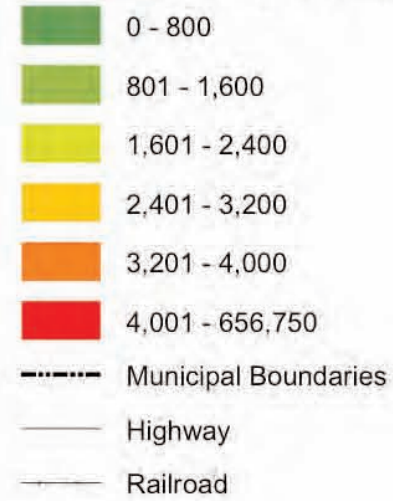 0 - 800
801 - 1,600
1,601 - 2,400
2,401 - 3,200
3,201 - 4,000
4,001 - 656,750
Municipal Boundaries
Highway
Railroad